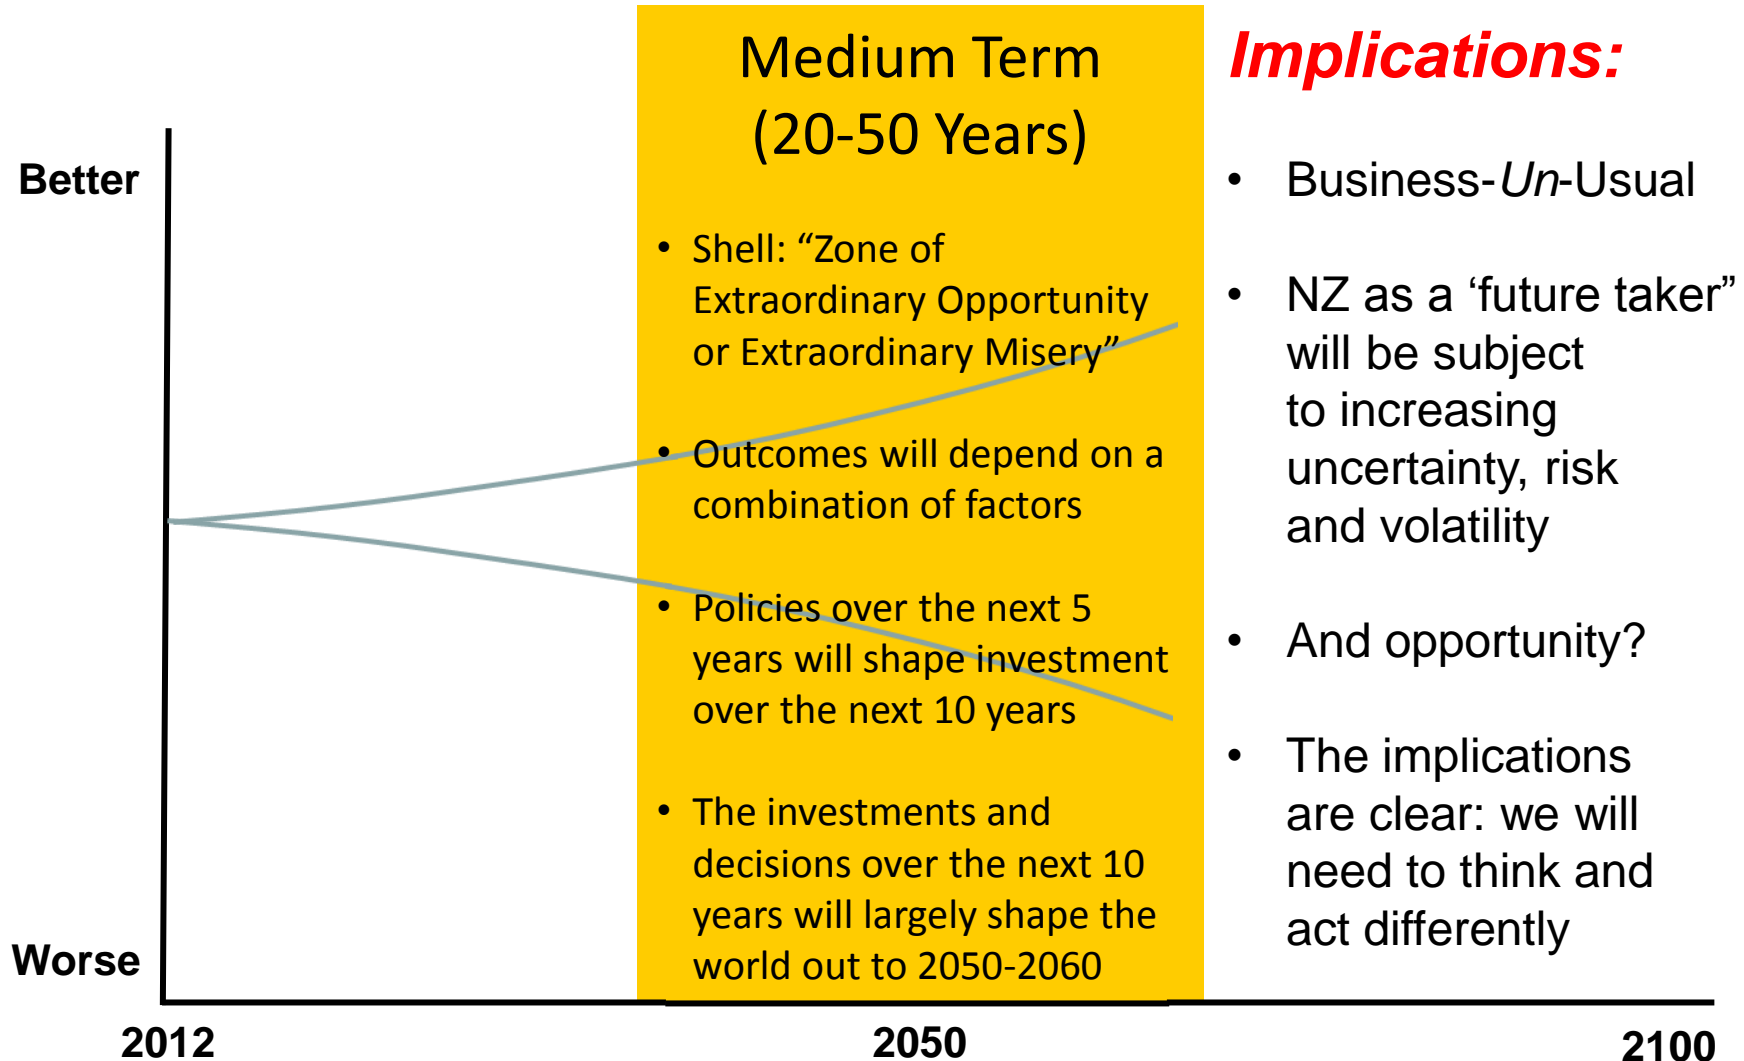 Medium Term
(20-50 Years)
• Shell: “Zone of
Extraordinary Opportunity
or Extraordinary Misery”
• Outcomes will depend on a
combination of factors
• Policies over the next 5
years will shape investment
over the next 10 years
• The investments and
decisions over the next 10
years will largely shape the
world out to 2050-2060
Implications:
• Business-Un-Usual
• NZ as a ‘future taker”
will be subject
to increasing
uncertainty, risk
and volatility
• And opportunity?
• The implications
are clear: we will
need to think and
act differently
Better
Worse
2012
2050
2100